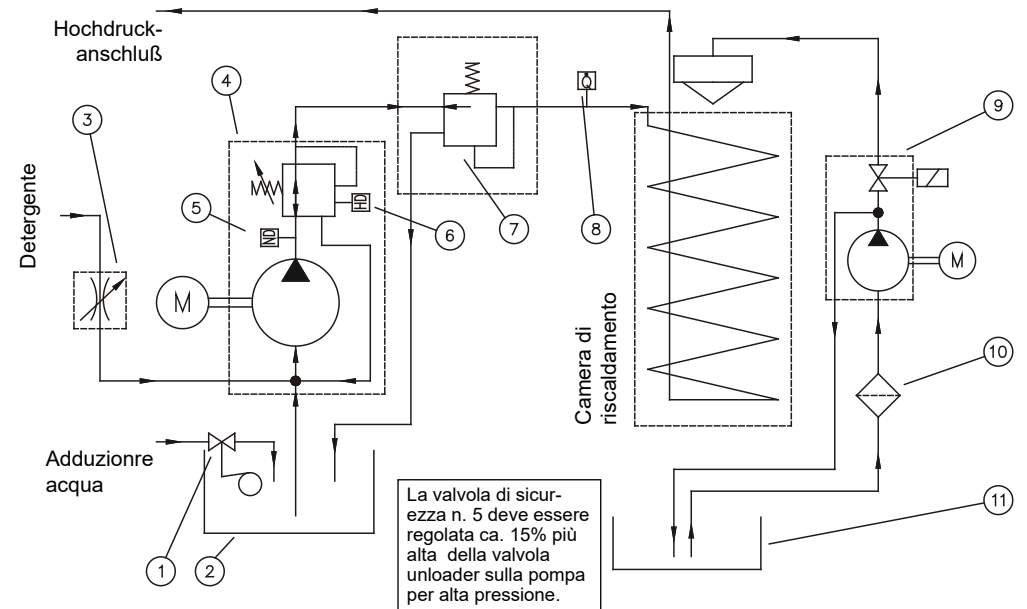 Hochdruck-
anschluß
4
3
Detergente
5
ND
HD
6
M
7
Q
8
9
M
Camera di
riscaldamento
10
Adduzionre
acqua
1
2
La valvola di sicur-
ezza n. 5 deve essere
regolata ca. 15% più
alta della valvola
unloader sulla pompa
per alta pressione.
11